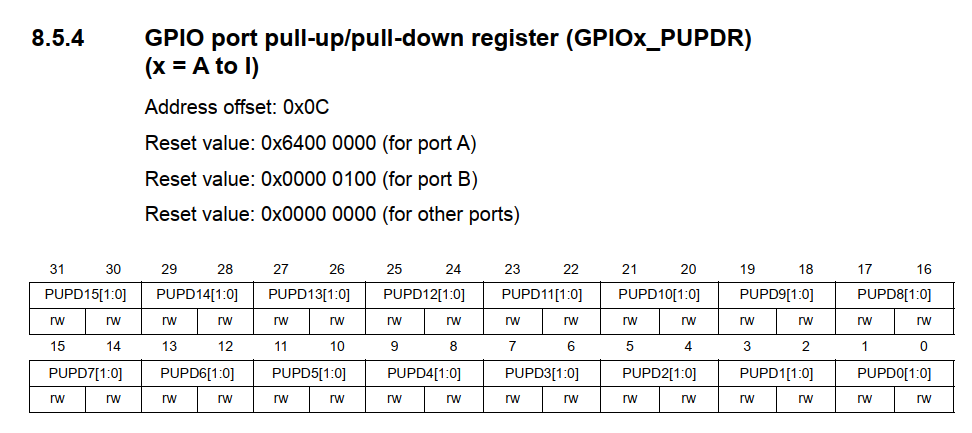 8.5.4 GPIO port pull-up/pull-down register (GPIOx_PUPDR)
(x = A to I)
Address offset: 0x0C
Reset value: 0x6400 0000 (for port A)
Reset value: 0x0000 0100 (for port B)
Reset value: 0x0000 0000 (for other ports)
31 30 29 28 27 26 25 24 23 22 21 20 19 18 17 16
PUPD15[1:0] PUPD14[1:0] PUPD13[1:0] PUPD12[1:0] PUPD11[1:0] PUPD10[1:0] PUPD9[1:0] PUPD8[1:0]
rw rw rw rw rw rw rw rw rw rw rw rw rw rw rw rw
15 14 13 12 11 10 9 8 7 6 5 4 3 2 1 0
PUPD7[1:0] PUPD6[1:0] PUPD5[1:0] PUPD4[1:0] PUPD3[1:0] PUPD2[1:0] PUPD1[1:0] PUPD0[1:0]
rw rw rw rw rw rw rw rw rw rw rw rw rw rw rw rw